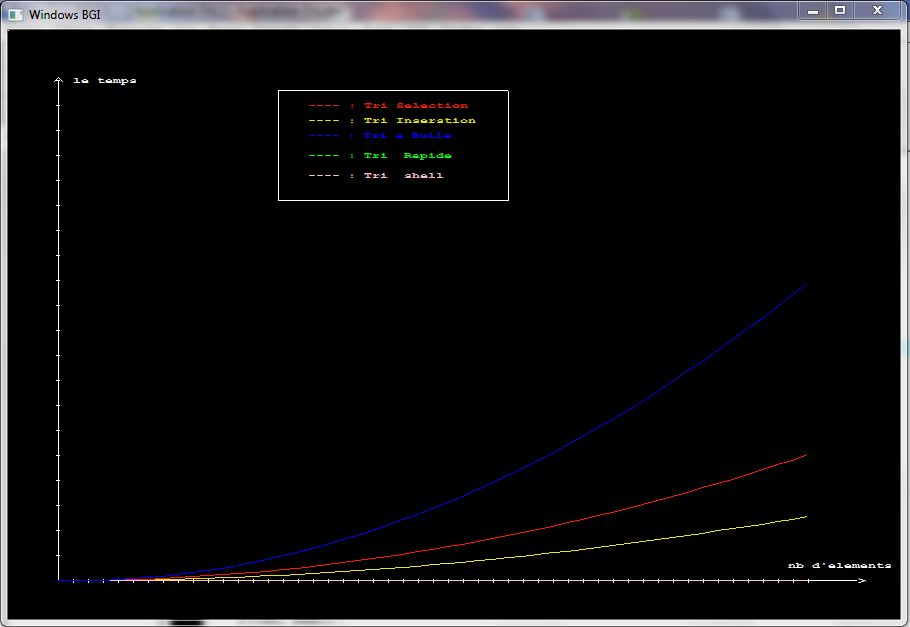 Windows BGI
le temps
---- : Tri Selection
---- : Tri Inserstion
---- : Tri a Bulle
---- : Tri Rapide
---- : Tri shell
nb d'elements